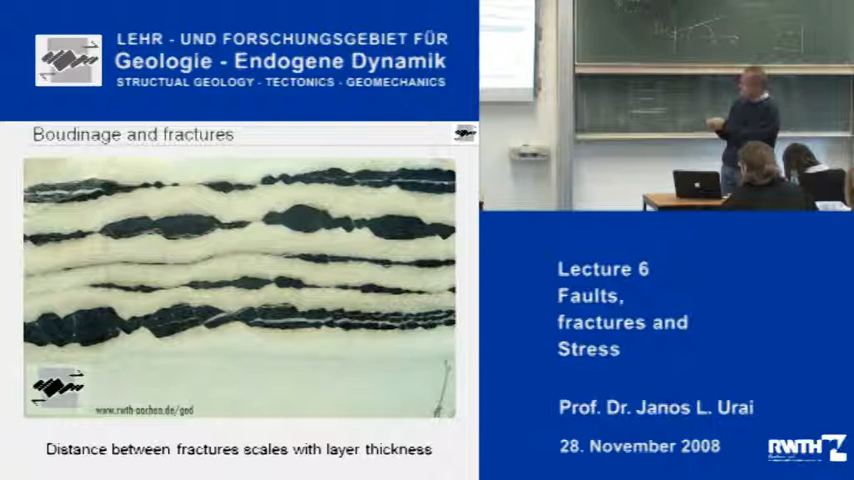 LEHR - UND FORSCHUNGSGEBIET FÜR
Geologie - Endogene Dynamik
STRUCTURAL GEOLOGY - TECTONICS - GEOMECHANICS
Boudinage and fractures
www.rwth-aachen.de/ged
Distance between fractures scales with layer thickness
Lecture 6
Faults,
fractures and
Stress
Prof. Dr. Janos L. Urai
28. November 2008
RWTH